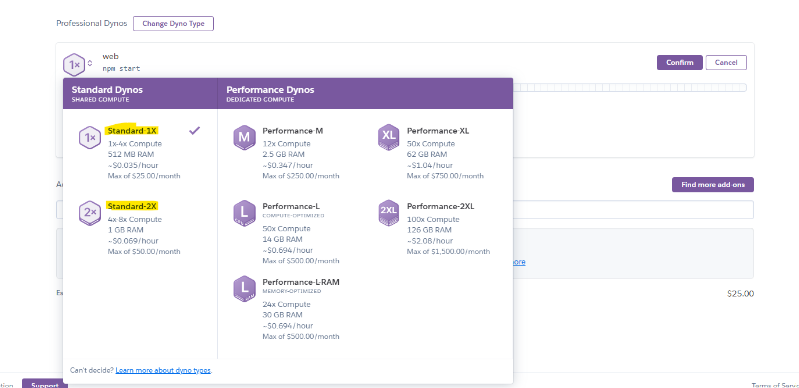 Professional Dynos Change Dyno Type
1x
web
npm start
Confirm Cancel
Standard Dynos
SHARED COMPUTE
Performance Dynos
DEDICATED COMPUTE
1x
Standard-1X
1x-4x Compute
512 MB RAM
~$0.035/hour
Max of $25.00/month
M
Performance-M
12x Compute
2.5 GB RAM
~$0.347/hour
Max of $250.00/month
XL
Performance-XL
50x Compute
62 GB RAM
~$1.04/hour
Max of $750.00/month
Find more add-ons
2x
Standard-2X
4x-8x Compute
1 GB RAM
~$0.069/hour
Max of $50.00/month
L
Performance-L
COMPUTE-OPTIMIZED
50x Compute
14 GB RAM
~$0.694/hour
Max of $500.00/month
2XL
Performance-2XL
100x Compute
126 GB RAM
~$2.08/hour
Max of $1,500.00/month
ore
L
Performance-L-RAM
MEMORY-OPTIMIZED
24x Compute
30 GB RAM
~$0.694/hour
Max of $500.00/month
$25.00
Can't decide? Learn more about dyno types.
Support
Terms of Serv